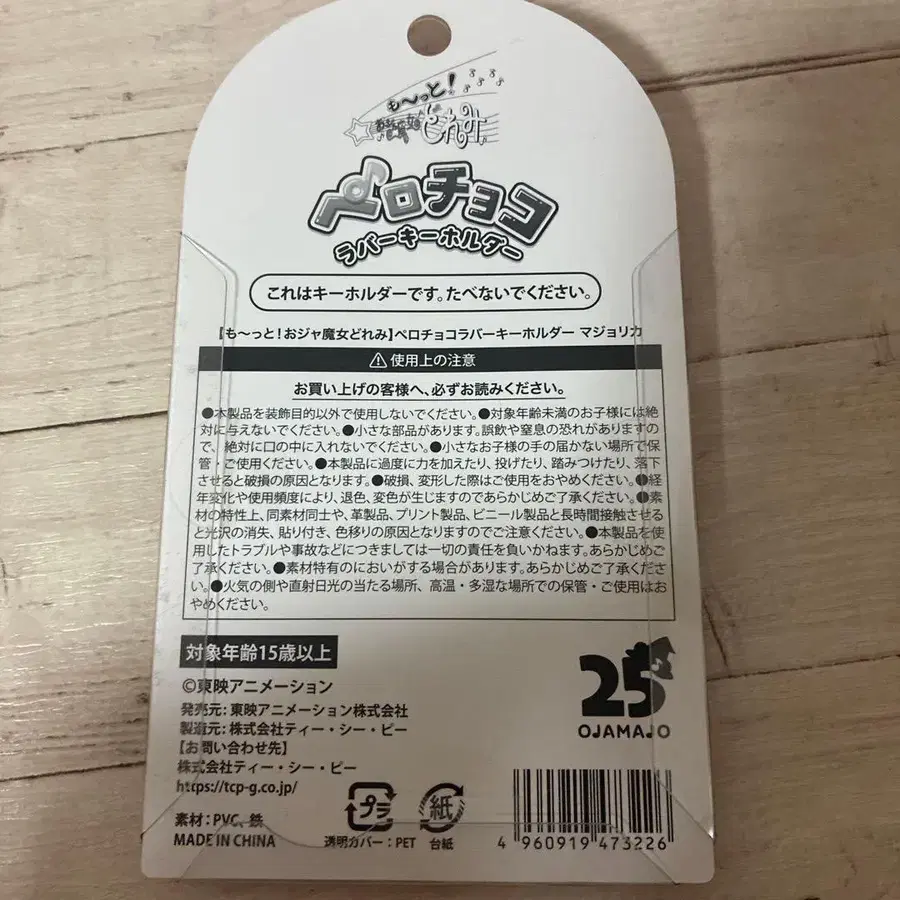 も〜っと!
おジャ魔女
どれみ
ペロチョコ
ラバーキーホルダー
これはキーホルダーです。たべないでください。
【も〜っと!おジャ魔女どれみ】ペロチョコラバーキーホルダー マジョリカ
使用上の注意
お買い上げの客様へ、必ずお読みください。
●本製品を装飾目的以外で使用しないでください。●対象年齢未満のお子様には絶
対に与えないでください。●小さな部品があります。誤飲や窒息の恐れがありますの
で、絶対に口の中に入れないでください。●小さなお子様の手の届かない場所で保
管・ご使用ください。●本製品に過度に力を加えたり、投げたり、踏みつけたり、落下
させると破損の原因となります。●破損、変形した際はご使用をおやめください。●経
年変化や使用頻度により、退色、変色が生じますのであらかじめご了承ください。●素
材の特性上、同素材同士や、革製品、プリント製品、ビニール製品と長時間接触させる
と光沢の消失、貼り付き、色移りの原因となりますのでご注意ください。●本製品を使
用したトラブルや事故などにつきましては一切の責任を負いかねます。あらかじめご
了承ください。●素材特有のにおいがする場合があります。あらかじめご了承くださ
い。●火気の側や直射日光の当たる場所、高温・多湿な場所での保管・ご使用はお
やめください。
対象年齢15歳以上
©東映アニメーション
発売元:東映アニメーション株式会社
製造元:株式会社ティー・シー・ピー
【お問い合わせ先】
株式会社ティー・シー・ピー
https://tcp-g.co.jp/
素材:PVC、鉄
MADE IN CHINA
プラ
透明カバー:PET
紙
台紙
25
OJAMAJO
4 960919 473226